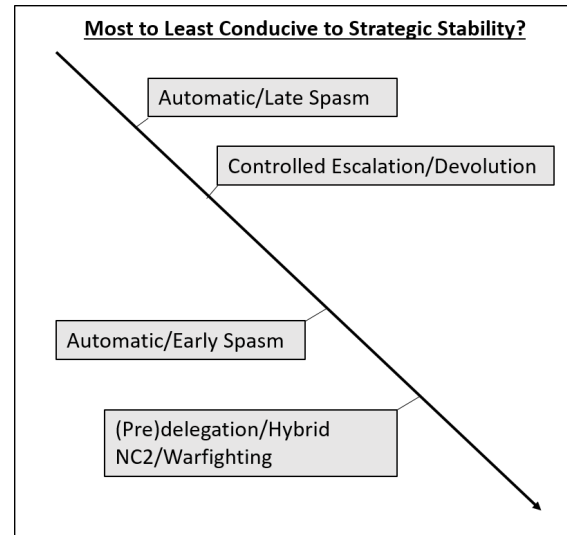 Most to Least Conducive to Strategic Stability?
Automatic/Late Spasm
Controlled Escalation/Devolution
Automatic/Early Spasm
(Pre)delegation/Hybrid
NC2/Warfighting